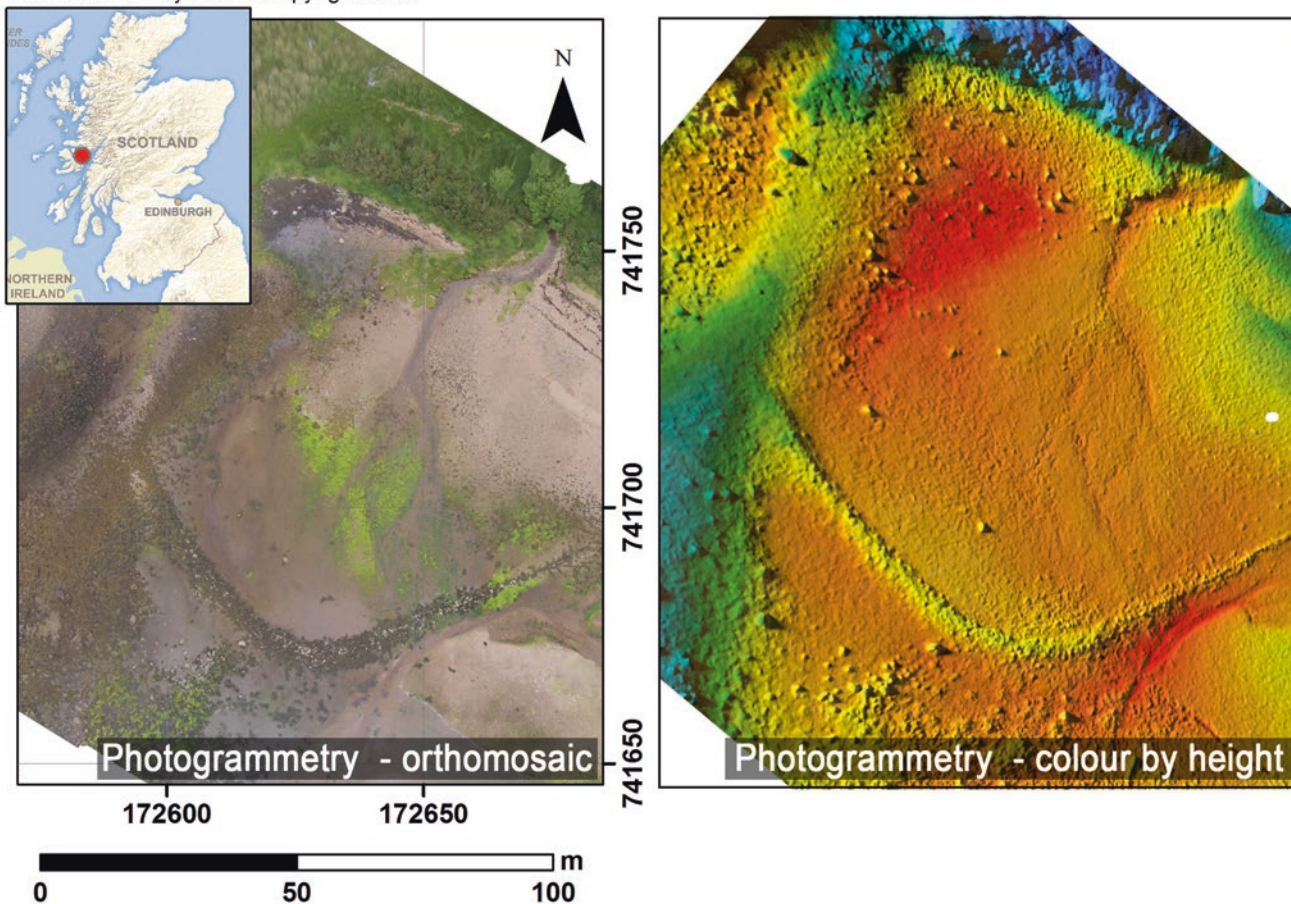 SCOTLAND
EDINBURGH
NORTHERN
IRELAND
N
741750
741700
741650
Photogrammetry - orthomosaic
Photogrammetry - colour by height
172600
172650
m
0
50
100